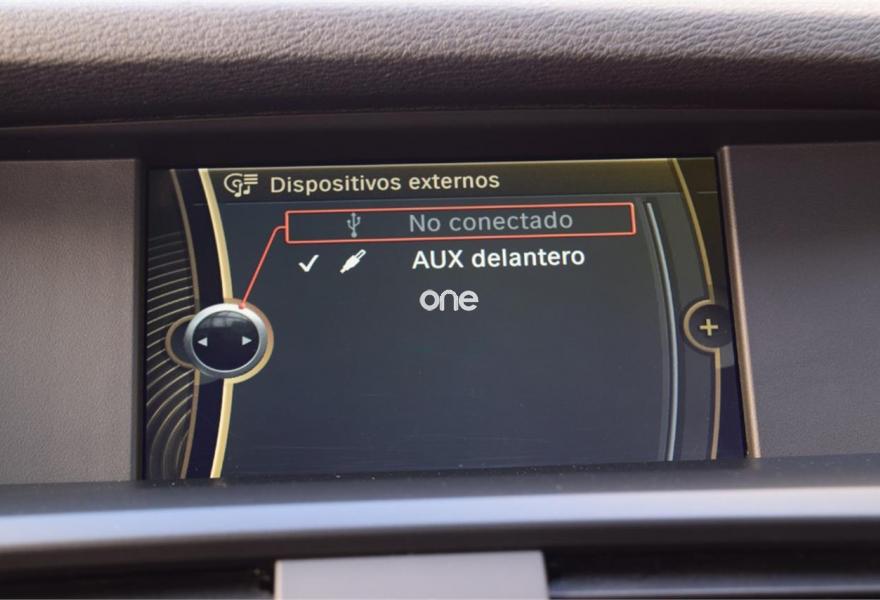 Dispositivos externos
No conectado
AUX delantero
one